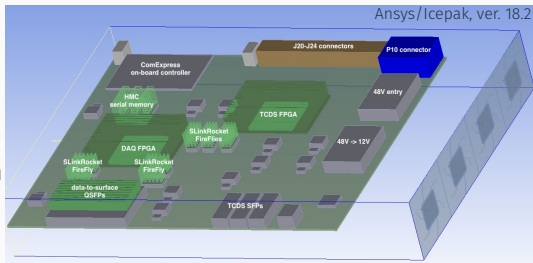 Ansys/Icepak, ver. 18.2
J20-J24 connectors
P10 connector
ComExpress
on-board controller
48V entry
HMC
serial memory
TCDS FPGA
SLinkRocket
FireFlies
DAQ FPGA
48V -> 12V
SLinkRocket
FireFly
SLinkRocket
FireFly
data-to-surface
QSFPs
TCDS SFPs